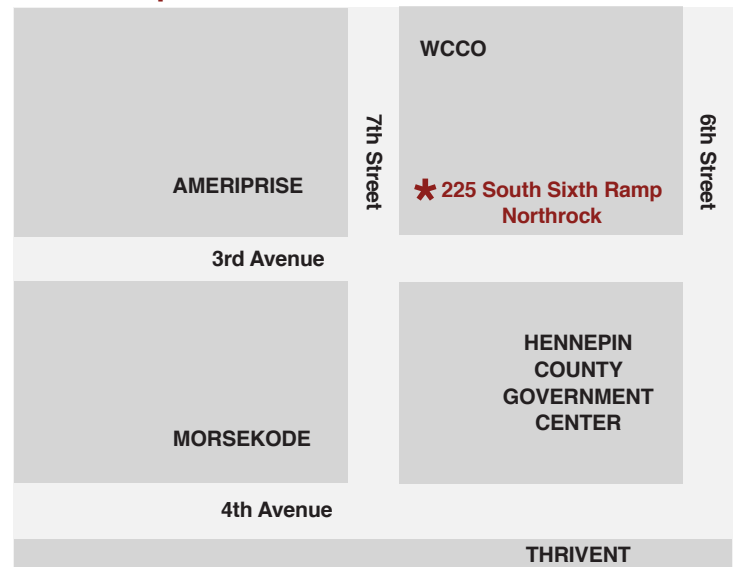 WCCO
7th Street
6th Street
AMERIPRISE
225 South Sixth Ramp
Northrock
3rd Avenue
HENNEPIN
COUNTY
GOVERNMENT
CENTER
MORSEKODE
4th Avenue
THRIVENT